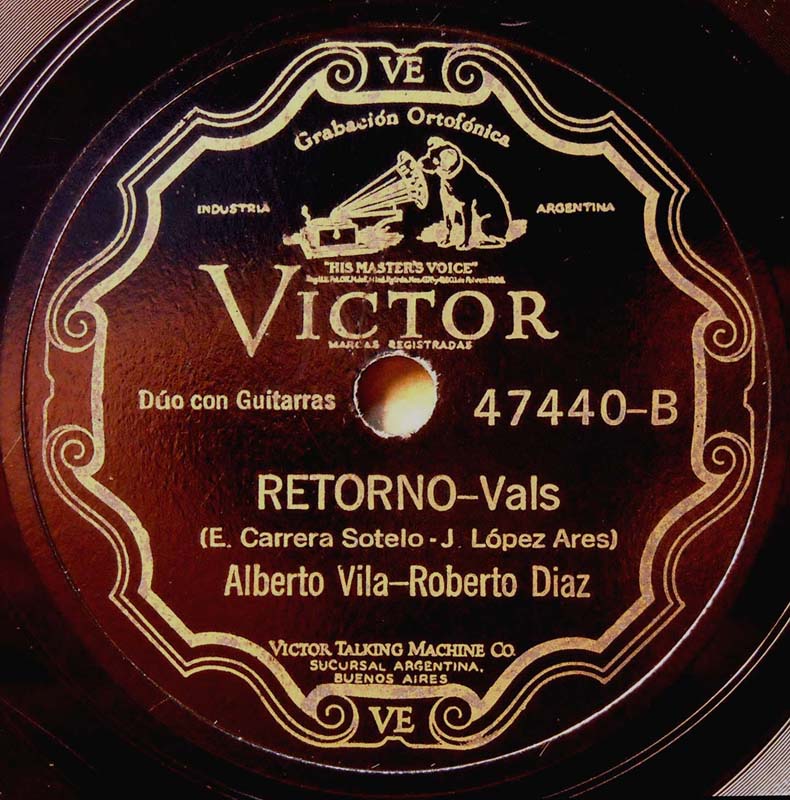 VE
Grabación Ortofónica
INDUSTRIA ARGENTINA
"HIS MASTER'S VOICE"
VICTOR
MARCAS REGISTRADAS
Dúo con Guitarras 47440-B
RETORNO-Vals
(E. Carrera Sotelo - J. López Ares)
Alberto Vila-Roberto Diaz
VICTOR TALKING MACHINE CO.
SUCURSAL ARGENTINA,
BUENOS AIRES
VE